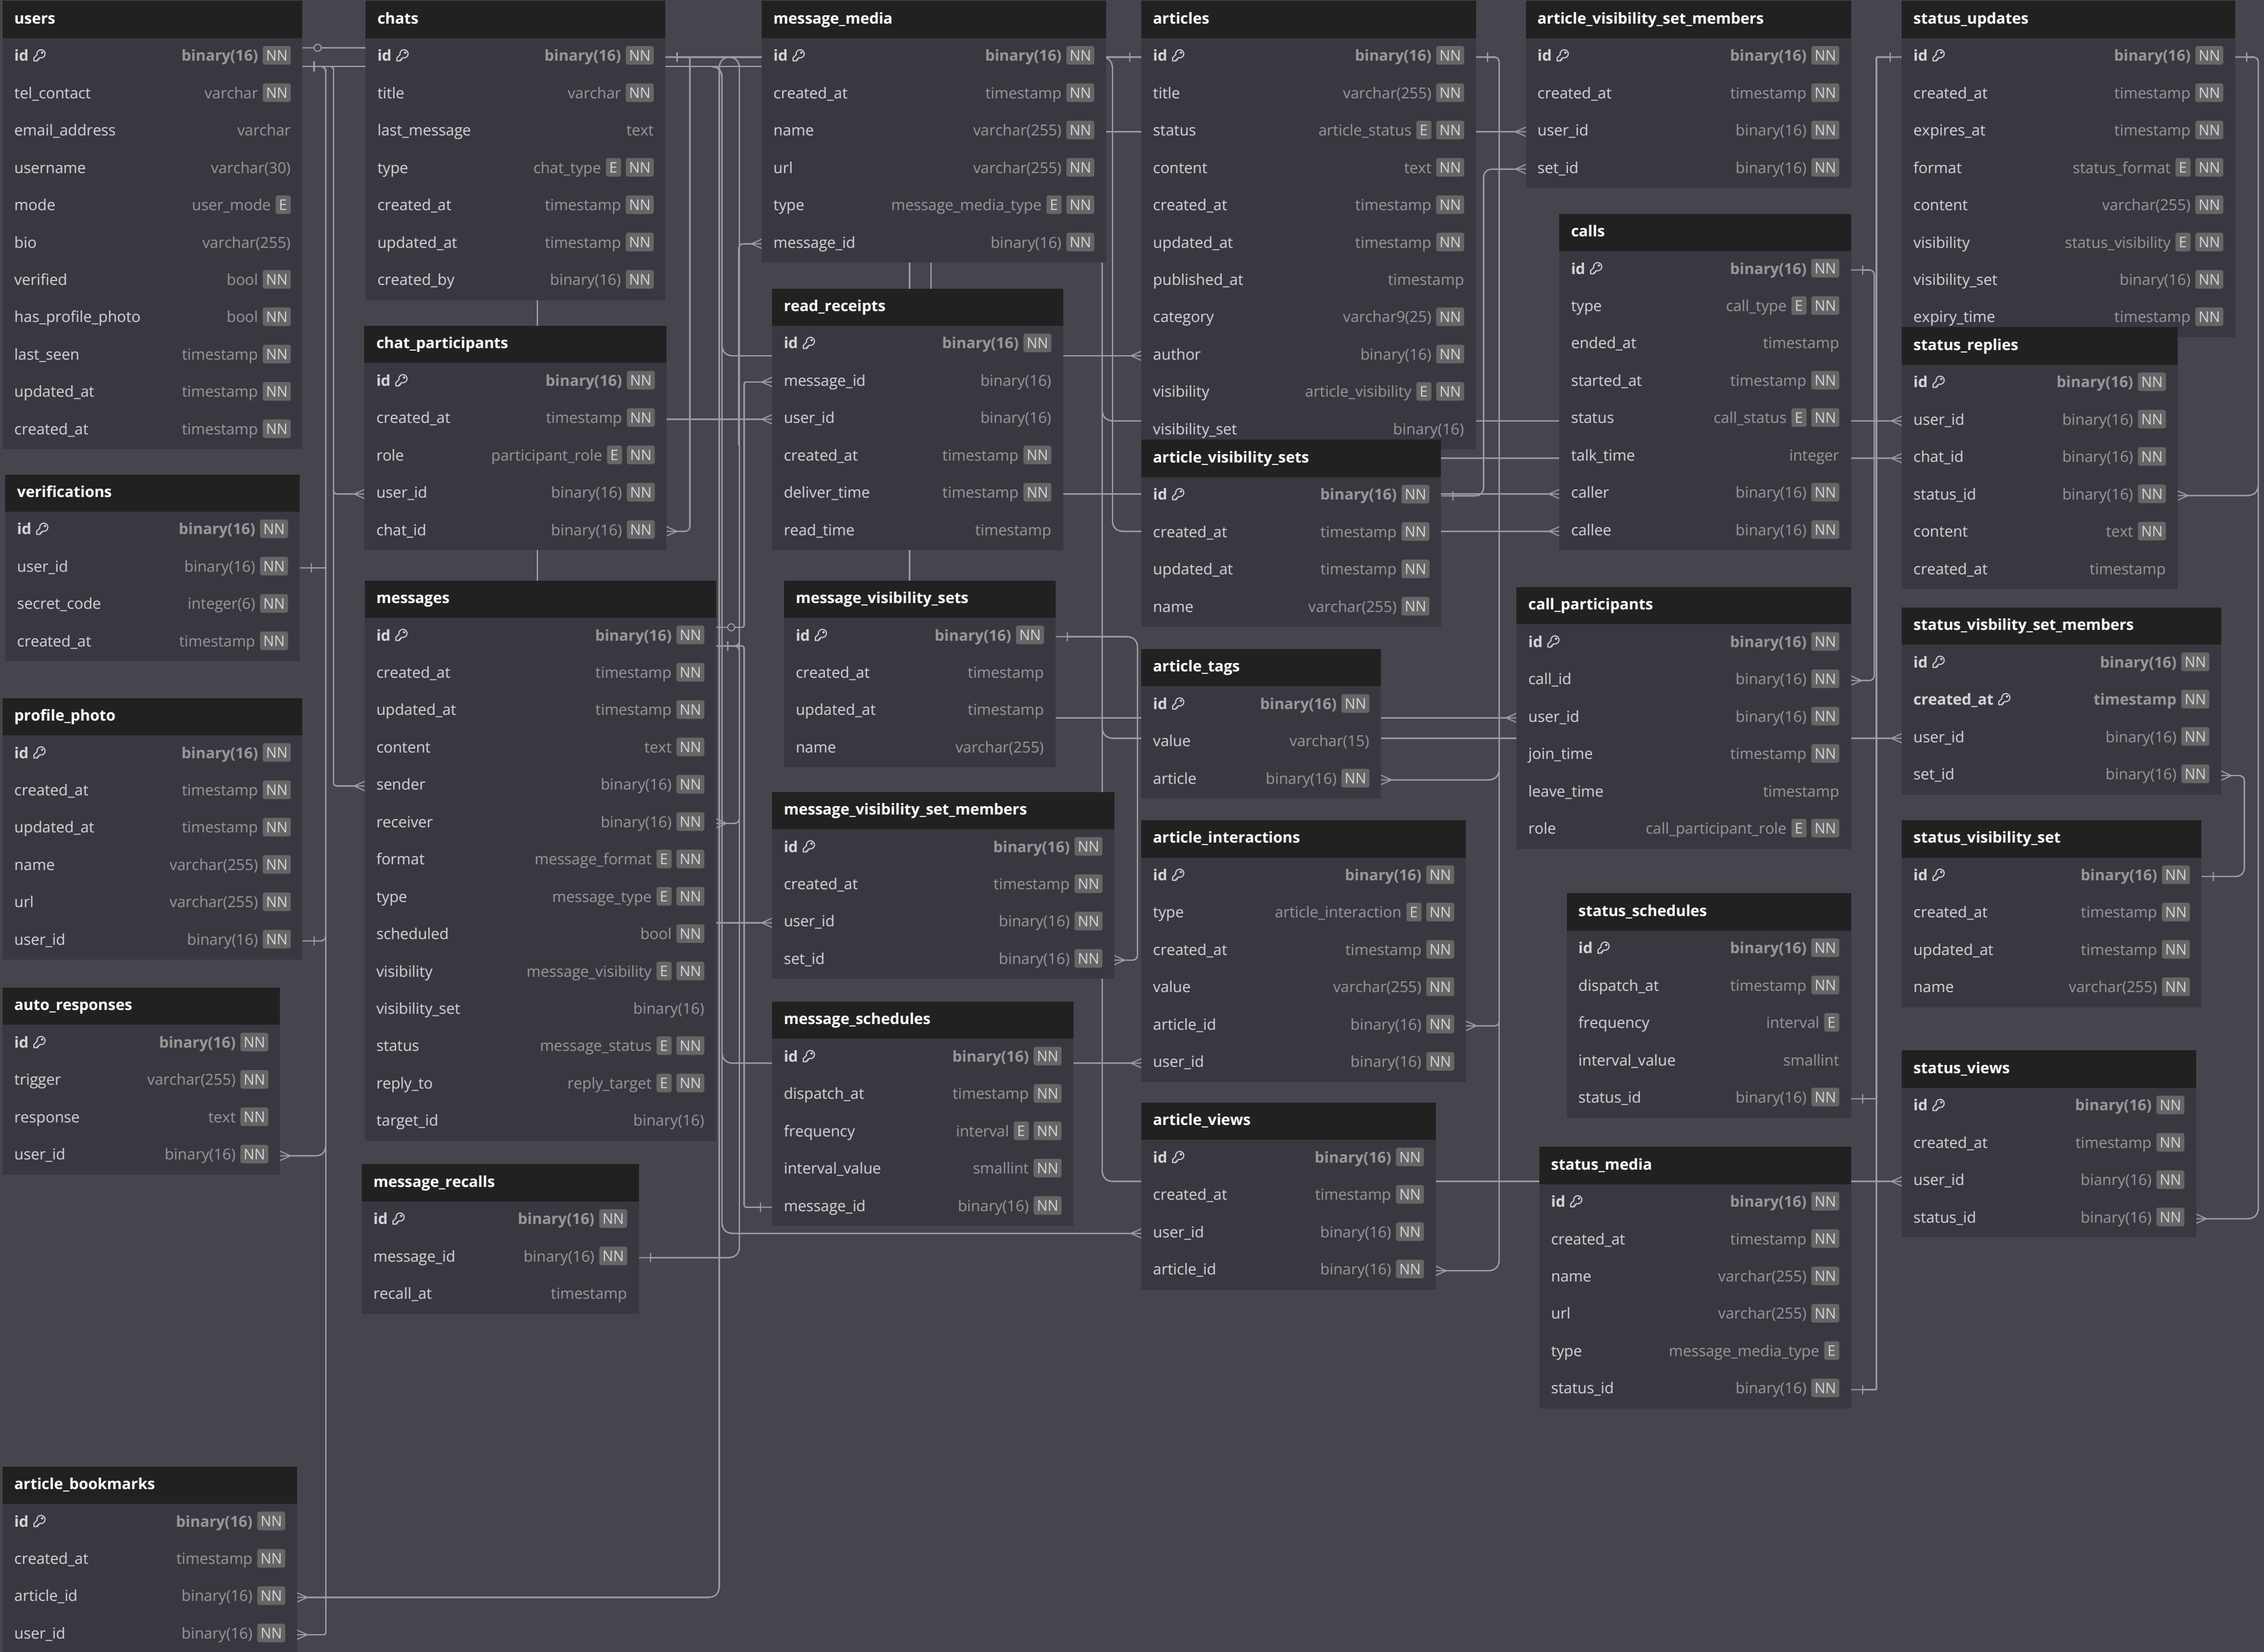 users
id binary(16) NN
tel_contact varchar NN
email_address varchar
username varchar(30)
mode user_mode E
bio varchar(255)
verified bool NN
has_profile_photo bool NN
last_seen timestamp NN
updated_at timestamp NN
created_at timestamp NN
verifications
id binary(16) NN
user_id binary(16) NN
secret_code integer(6) NN
created_at timestamp NN
profile_photo
id binary(16) NN
created_at timestamp NN
updated_at timestamp NN
name varchar(255) NN
url varchar(255) NN
user_id binary(16) NN
auto_responses
id binary(16) NN
trigger varchar(255) NN
response text NN
user_id binary(16) NN
article_bookmarks
id binary(16) NN
created_at timestamp NN
article_id binary(16) NN
user_id binary(16) NN
chats
id binary(16) NN
title varchar NN
last_message text
type chat_type E NN
created_at timestamp NN
updated_at timestamp NN
created_by binary(16) NN
chat_participants
id binary(16) NN
created_at timestamp NN
role participant_role E NN
user_id binary(16) NN
chat_id binary(16) NN
messages
id binary(16) NN
created_at timestamp NN
updated_at timestamp NN
content text NN
sender binary(16) NN
receiver binary(16) NN
format message_format E NN
type message_type E NN
scheduled bool NN
visibility message_visibility E NN
visibility_set binary(16)
status message_status E NN
reply_to reply_target E NN
target_id binary(16)
message_recalls
id binary(16) NN
message_id binary(16) NN
recall_at timestamp
message_media
id binary(16) NN
created_at timestamp NN
name varchar(255) NN
url varchar(255) NN
type message_media_type E NN
message_id binary(16) NN
read_receipts
id binary(16) NN
message_id binary(16)
user_id binary(16)
created_at timestamp NN
deliver_time timestamp NN
read_time timestamp
message_visibility_sets
id binary(16) NN
created_at timestamp
updated_at timestamp
name varchar(255)
message_visibility_set_members
id binary(16) NN
created_at timestamp NN
user_id binary(16) NN
set_id binary(16) NN
message_schedules
id binary(16) NN
dispatch_at timestamp NN
frequency interval E NN
interval_value smallint NN
message_id binary(16) NN
articles
id binary(16) NN
title varchar(255) NN
status article_status E NN
content text NN
created_at timestamp NN
updated_at timestamp NN
published_at timestamp
category varchar9(25) NN
author binary(16) NN
visibility article_visibility E NN
visibility_set binary(16)
article_visibility_sets
id binary(16) NN
created_at timestamp NN
updated_at timestamp NN
name varchar(255) NN
article_tags
id binary(16) NN
value varchar(15)
article binary(16) NN
article_interactions
id binary(16) NN
type article_interaction E NN
created_at timestamp NN
value varchar(255) NN
article_id binary(16) NN
user_id binary(16) NN
article_views
id binary(16) NN
created_at timestamp NN
user_id binary(16) NN
article_id binary(16) NN
article_visibility_set_members
id binary(16) NN
created_at timestamp NN
user_id binary(16) NN
set_id binary(16) NN
calls
id binary(16) NN
type call_type E NN
ended_at timestamp
started_at timestamp NN
status call_status E NN
talk_time integer
caller binary(16) NN
callee binary(16) NN
call_participants
id binary(16) NN
call_id binary(16) NN
user_id binary(16) NN
join_time timestamp NN
leave_time timestamp
role call_participant_role E NN
status_schedules
id binary(16) NN
dispatch_at timestamp NN
frequency interval E
interval_value smallint
status_id binary(16) NN
status_media
id binary(16) NN
created_at timestamp NN
name varchar(255) NN
url varchar(255) NN
type message_media_type E
status_id binary(16) NN
status_updates
id binary(16) NN
created_at timestamp NN
expires_at timestamp NN
format status_format E NN
content varchar(255) NN
visibility status_visibility E NN
visibility_set binary(16) NN
expiry_time timestamp NN
status_replies
id binary(16) NN
user_id binary(16) NN
chat_id binary(16) NN
status_id binary(16) NN
content text NN
created_at timestamp
status_visbility_set_members
id binary(16) NN
created_at timestamp NN
user_id binary(16) NN
set_id binary(16) NN
status_visibility_set
id binary(16) NN
created_at timestamp NN
updated_at timestamp NN
name varchar(255) NN
status_views
id binary(16) NN
created_at timestamp NN
user_id bianry(16) NN
status_id binary(16) NN